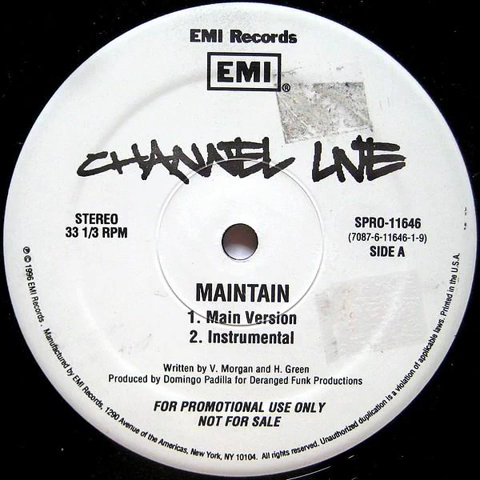 EMI Records
EMI®
CHANNEL LIVE
STEREO
33 1/3 RPM
SPRO-11646
(7087-6-11646-1-9)
SIDE A
MAINTAIN
1. Main Version
2. Instrumental
Written by V. Morgan and H. Green
Produced by Domingo Padilla for Deranged Funk Productions
FOR PROMOTIONAL USE ONLY
NOT FOR SALE
℗ © 1996 EMI Records . Manufactured by EMI Records, 1290 Avenue of the Americas, New York, NY 10104. All rights reserved. Unauthorized duplication is a violation of applicable laws. Printed in the U.S.A.